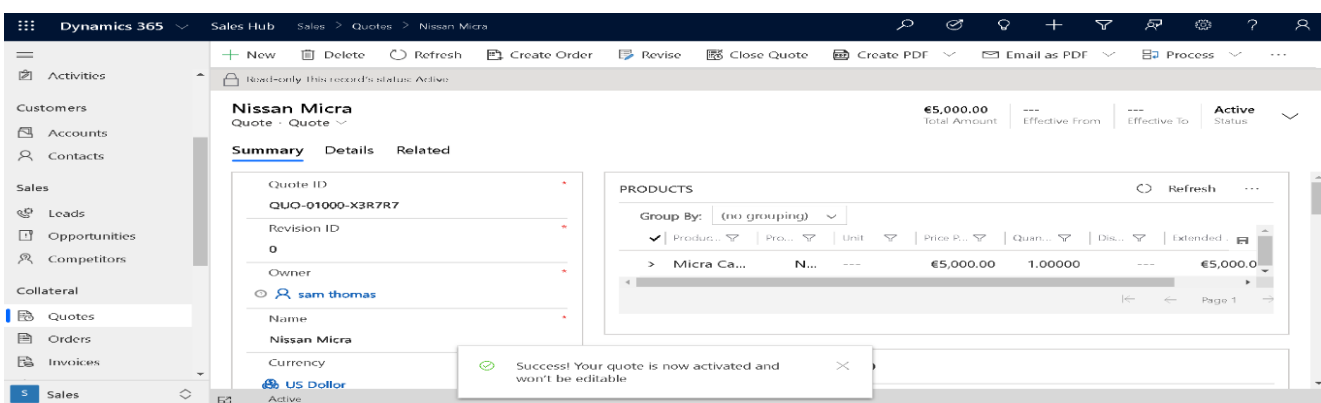 Dynamics 365 Sales Hub Sales > Quotes > Nissan Micra
New Delete Refresh Create Order Revise Close Quote Create PDF Email as PDF Process ...
Activities
Customers
Accounts
Contacts
Sales
Leads
Opportunities
Competitors
Collateral
Quotes
Orders
Invoices
S Sales
Read-only This record's status: Active
Nissan Micra
Quote · Quote
€5,000.00
Total Amount
---
Effective From
---
Effective To
Active
Status
Summary Details Related
Quote ID *
QUO-01000-X3R7R7
Revision ID *
0
Owner *
sam thomas
Name *
Nissan Micra
Currency
US Dollor
Active
PRODUCTS Refresh ...
Group By: (no grouping)
Produc... Pro... Unit Price P... Quan... Dis... Extended .
> Micra Ca... N... --- €5,000.00 1.00000 --- €5,000.0
Page 1
Success! Your quote is now activated and
won't be editable